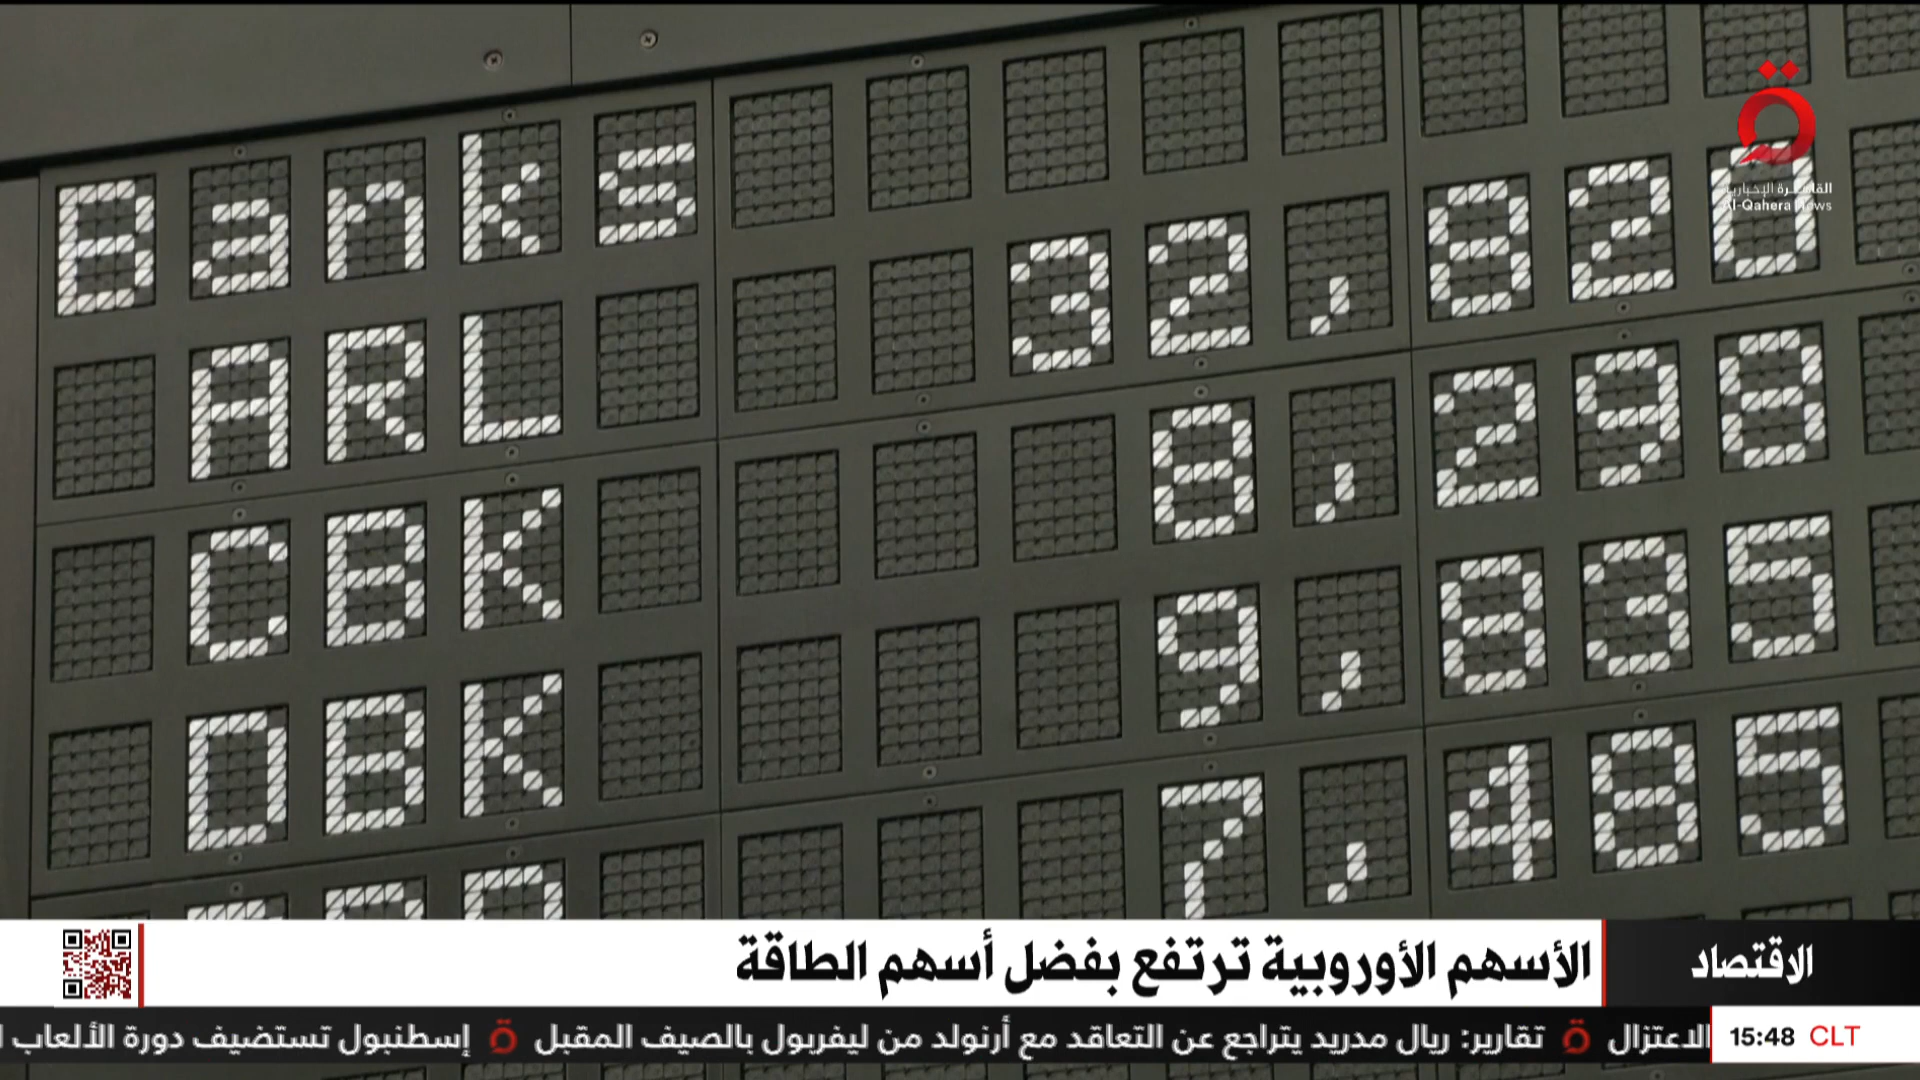 Banks
ARL 32,820
CBK 8,298
DBK 9,835
7,485
القاهرة الإخبارية
Al-Qahera News
الاقتصاد
الأسهم الأوروبية ترتفع بفضل أسهم الطاقة
15:48 CLT
الاعتزال تقارير: ريال مدريد يتراجع عن التعاقد مع أرنولد من ليفربول بالصيف المقبل إسطنبول تستضيف دورة الألعاب